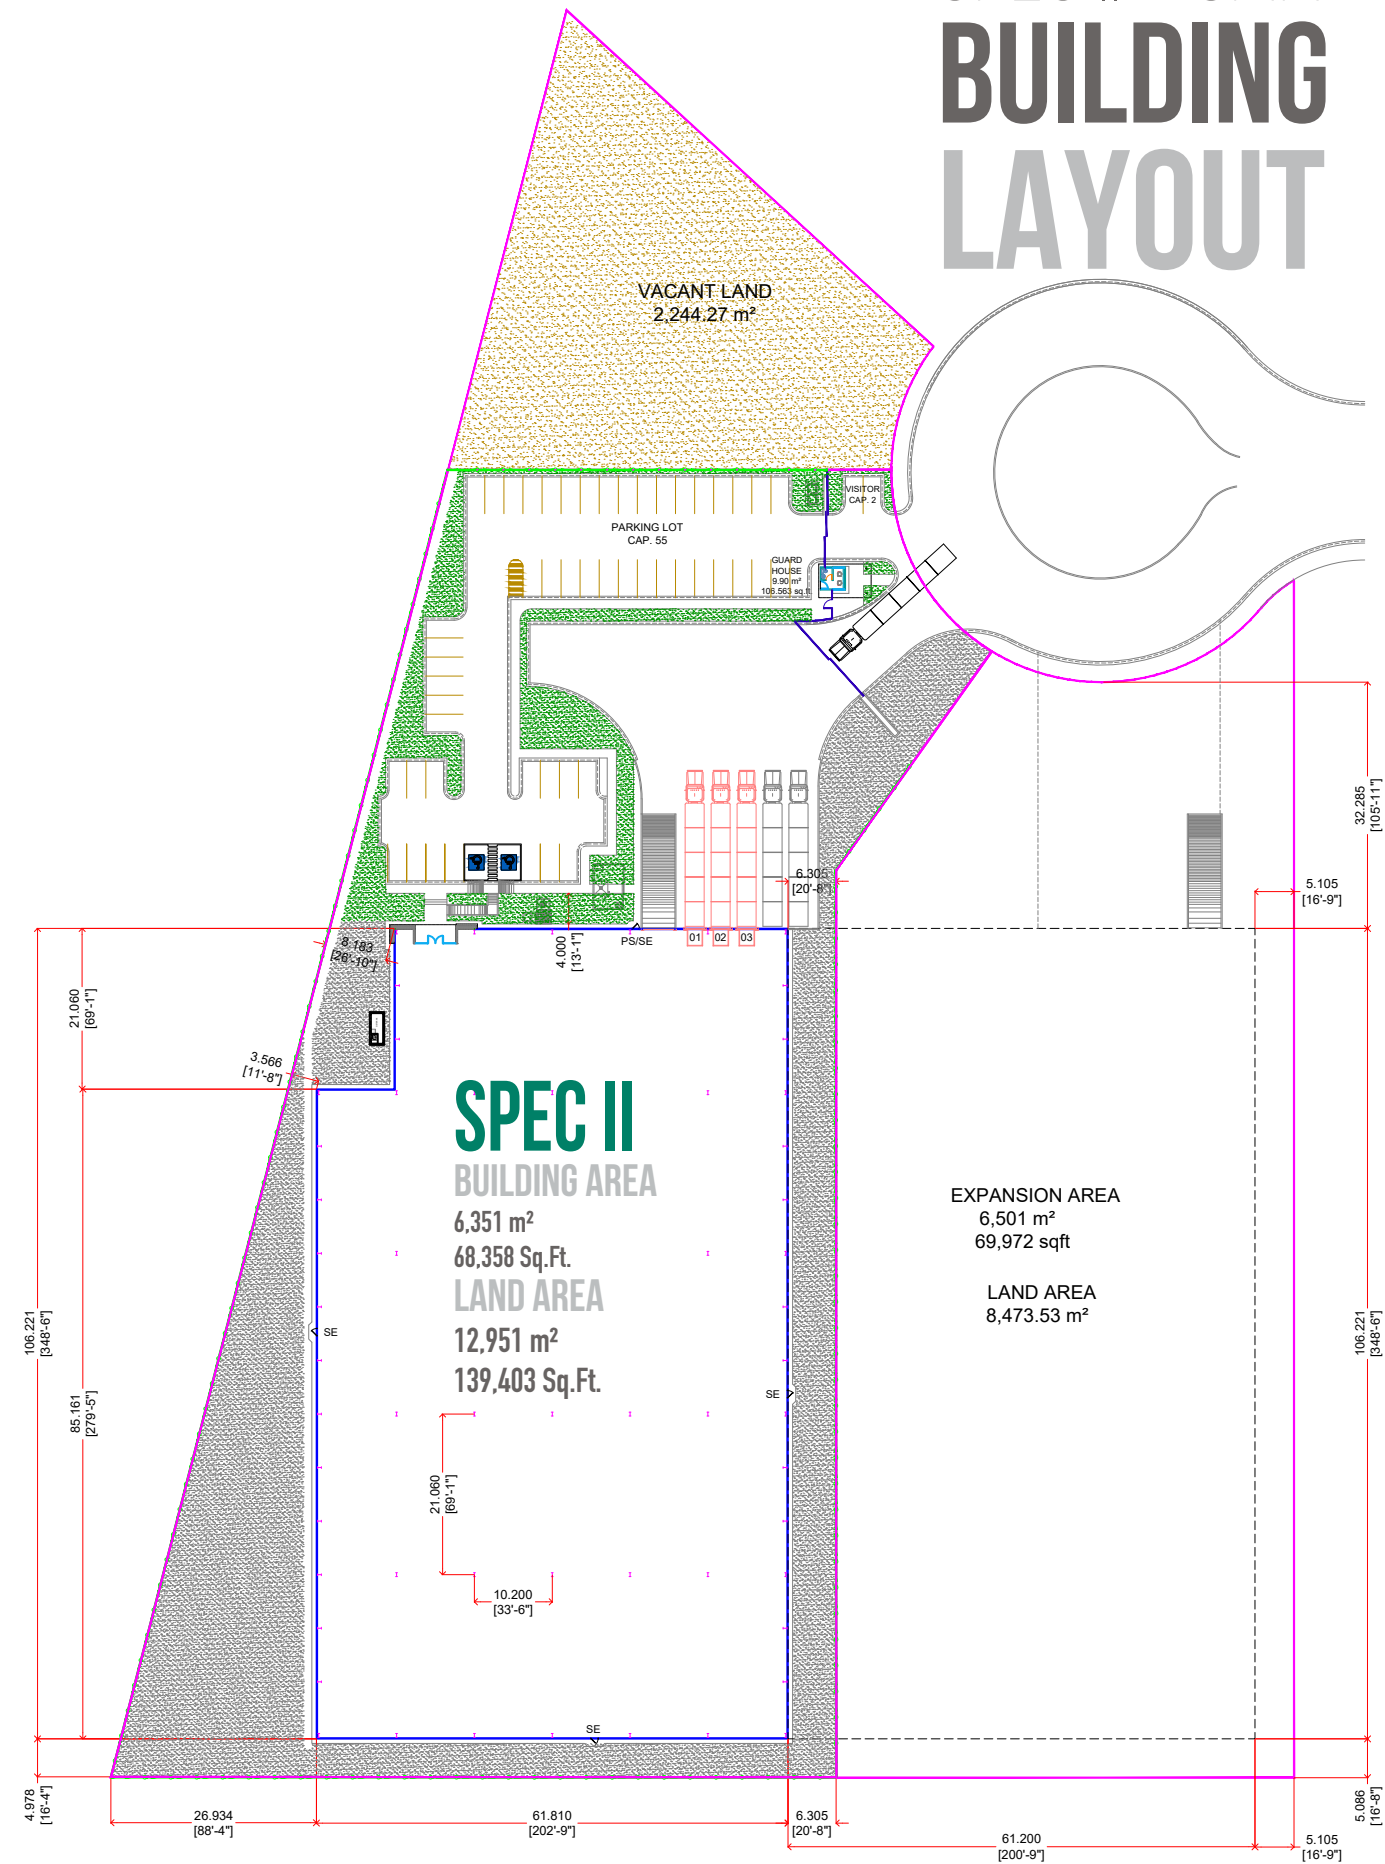 BUILDING
LAYOUT
VACANT LAND
2,244.27 m²
VISITOR
CAP. 2
PARKING LOT
CAP. 55
GUARD
HOUSE
9.90 m²
106.563 sq.ft
32.285
[105'-11"]
6.305
[20'-8"]
5.105
[16'-9"]
01
02
03
PS/SE
4.000
[13'-1"]
8.183
[26'-10"]
21.060
[69'-1"]
3.566
[11'-8"]
SPEC II
BUILDING AREA
6,351 m²
68,358 Sq.Ft.
LAND AREA
12,951 m²
139,403 Sq.Ft.
EXPANSION AREA
6,501 m²
69,972 sqft
LAND AREA
8,473.53 m²
SE
SE
106.221
[348'-6"]
85.161
[279'-5"]
106.221
[348'-6"]
21.060
[69'-1"]
10.200
[33'-6"]
SE
4.978
[16'-4"]
26.934
[88'-4"]
61.810
[202'-9"]
6.305
[20'-8"]
61.200
[200'-9"]
5.105
[16'-9"]
5.086
[16'-8"]